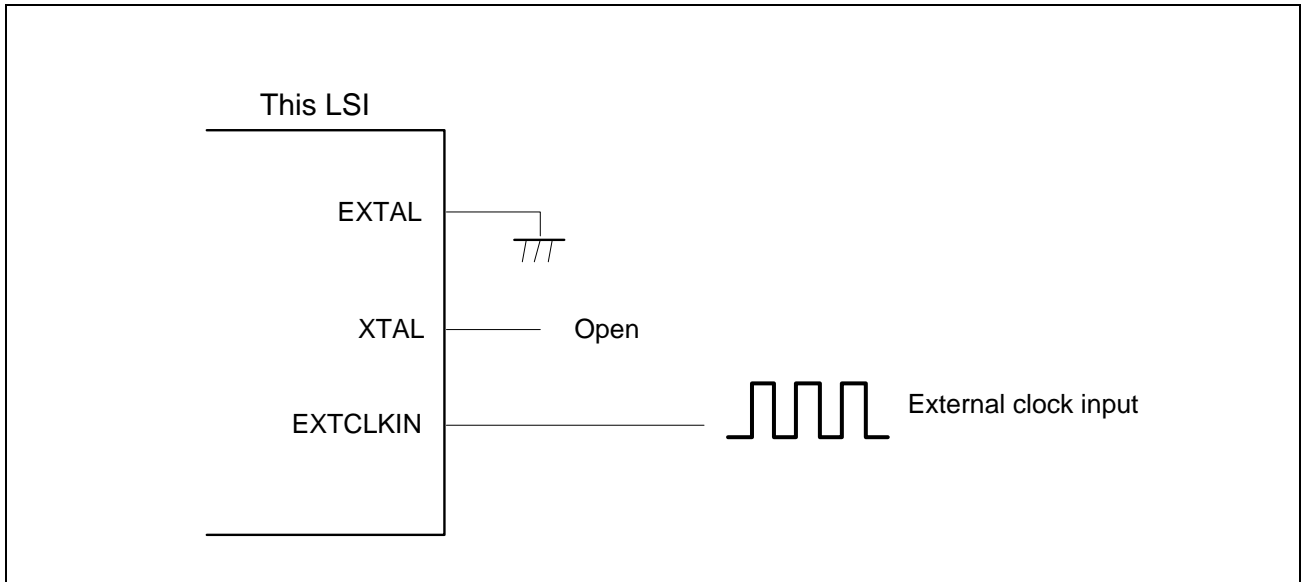 This LSI
EXTAL
XTAL
Open
EXTCLKIN
External clock input